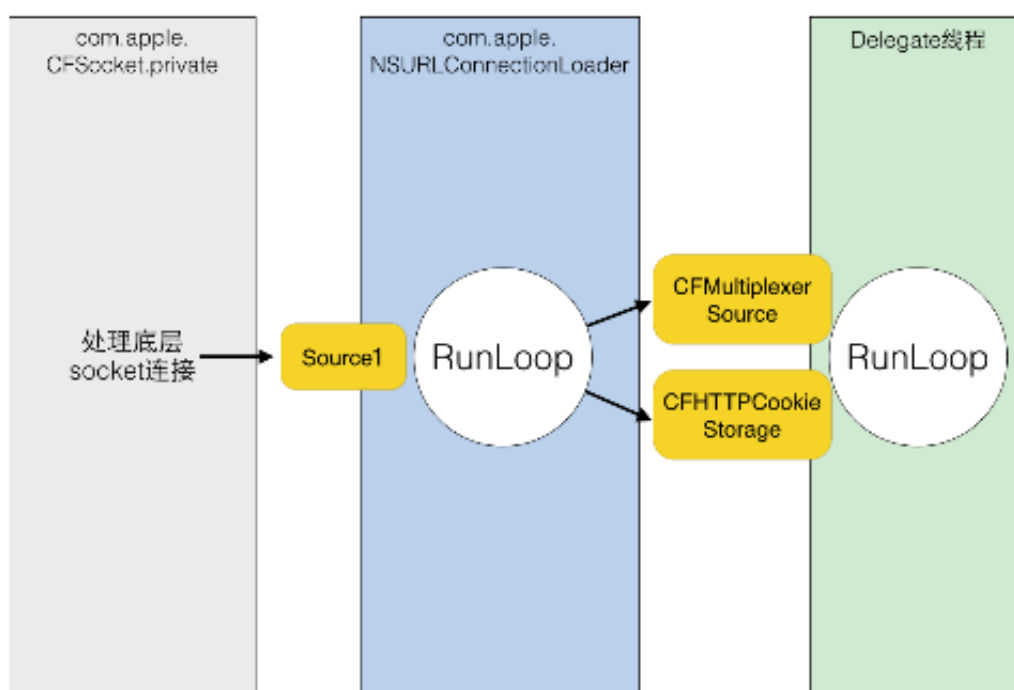 com.apple.
CFSocket.private
com.apple.
NSURLConnectionLoader
Delegate线程
处理底层
socket连接
Source1
RunLoop
CFMultiplexer
Source
CFHTTPCookie
Storage
RunLoop